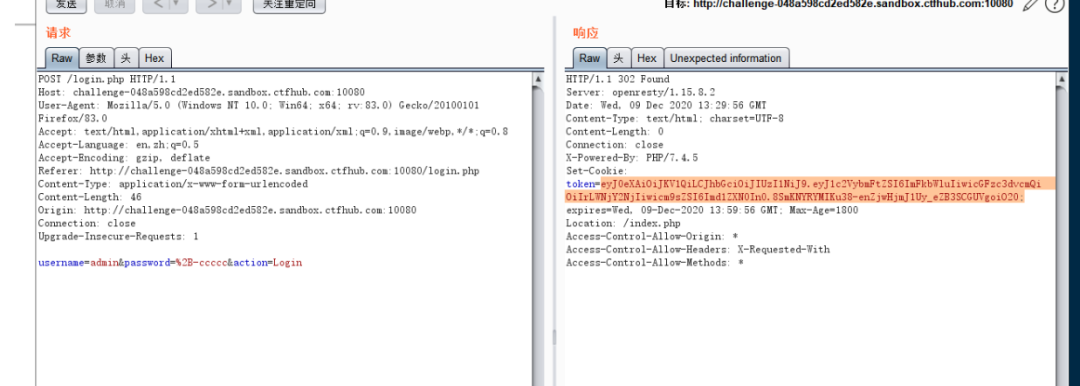 发送 取消 < | ▼ > | ▼ 关注重定向 目标: http://challenge-048a598cd2ed582e.sandbox.ctfhub.com:10080 ?
请求
Raw 参数 头 Hex
POST /login.php HTTP/1.1
Host: challenge-048a598cd2ed582e.sandbox.ctfhub.com:10080
User-Agent: Mozilla/5.0 (Windows NT 10.0; Win64; x64; rv:83.0) Gecko/20100101
Firefox/83.0
Accept: text/html,application/xhtml+xml,application/xml;q=0.9,image/webp,*/*;q=0.8
Accept-Language: en,zh;q=0.5
Accept-Encoding: gzip, deflate
Referer: http://challenge-048a598cd2ed582e.sandbox.ctfhub.com:10080/login.php
Content-Type: application/x-www-form-urlencoded
Content-Length: 46
Origin: http://challenge-048a598cd2ed582e.sandbox.ctfhub.com:10080
Connection: close
Upgrade-Insecure-Requests: 1
username=admin&password=%2B-ccccc&action=Login
响应
Raw 头 Hex Unexpected information
HTTP/1.1 302 Found
Server: openresty/1.15.8.2
Date: Wed, 09 Dec 2020 13:29:56 GMT
Content-Type: text/html; charset=UTF-8
Content-Length: 0
Connection: close
X-Powered-By: PHP/7.4.5
Set-Cookie:
token=eyJ0eXAiOiJKV1QiLCJhbGciOiJIUzI1NiJ9.eyJ1c2VybmFtZSI6ImFkbWluIiwicGFzc3dvcmQi
OiIrLWNjY2NjIiwicm9sZSI6Imd1ZXN0In0.8SmKNYRYMIKu38-enZjwHjmJ1Uy_eZB3SCGUVgoiO20;
expires=Wed, 09-Dec-2020 13:59:56 GMT; Max-Age=1800
Location: /index.php
Access-Control-Allow-Origin: *
Access-Control-Allow-Headers: X-Requested-With
Access-Control-Allow-Methods: *